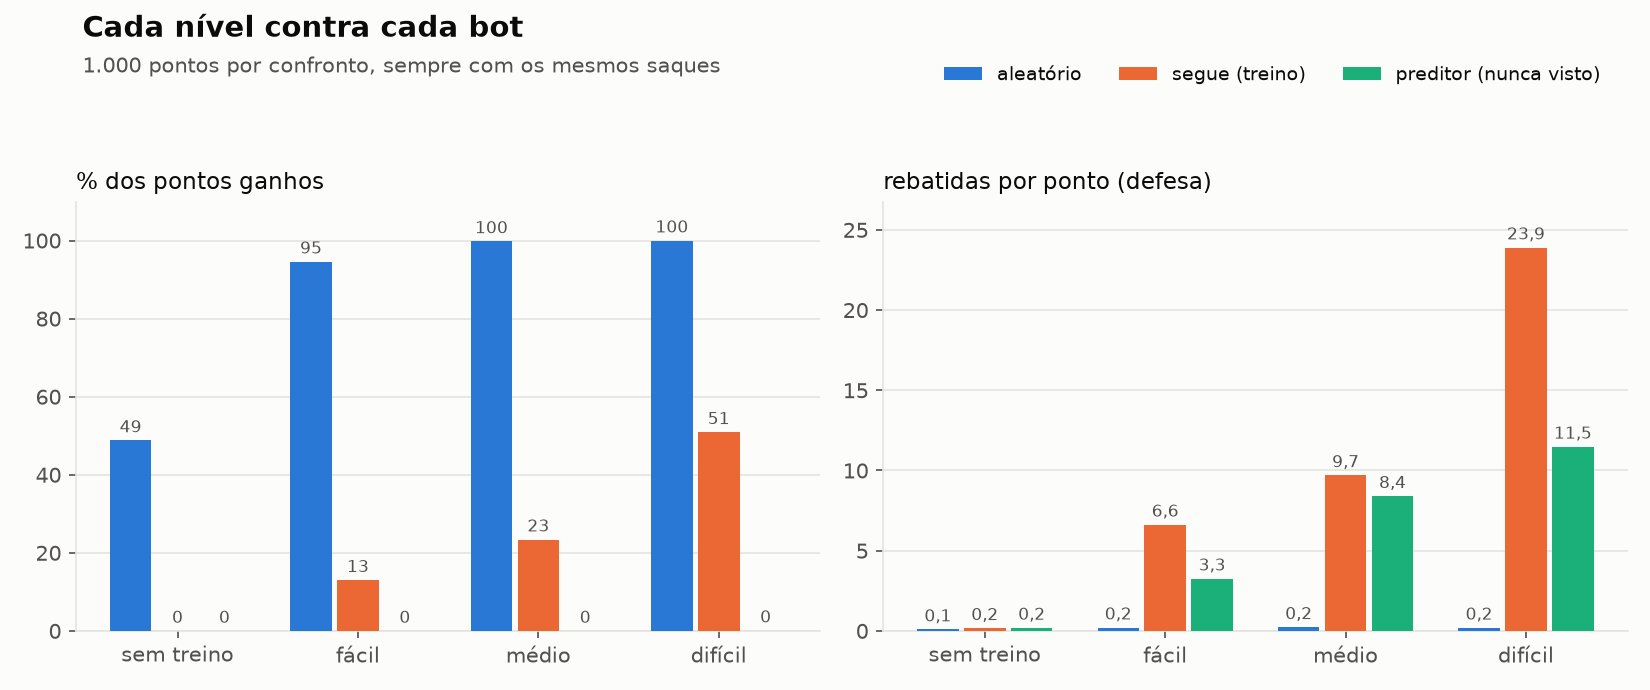 Cada nível contra cada bot
1.000 pontos por confronto, sempre com os mesmos saques
aleatório segue (treino) preditor (nunca visto)
% dos pontos ganhos
100
80
60
40
20
0
49 0 0
95 13 0
100 23 0
100 51 0
sem treino fácil médio difícil
rebatidas por ponto (defesa)
25
20
15
10
5
0
0,1 0,2 0,2
0,2 6,6 3,3
0,2 9,7 8,4
0,2 23,9 11,5
sem treino fácil médio difícil